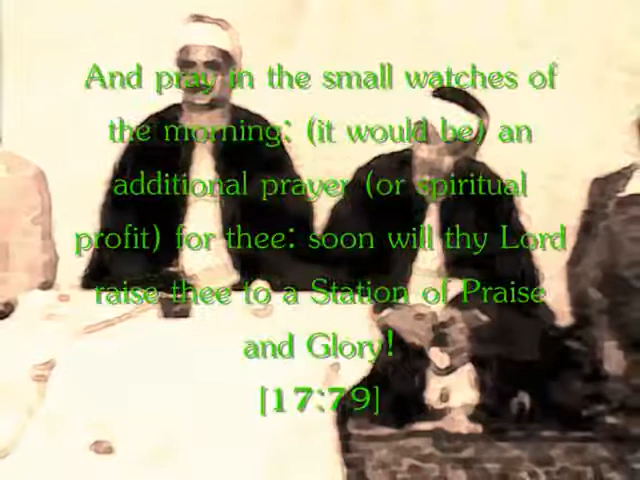 And pray in the small watches of
the morning: (it would be) an
additional prayer (or spiritual
profit) for thee: soon will thy Lord
raise thee to a Station of Praise
and Glory!
[17:79]